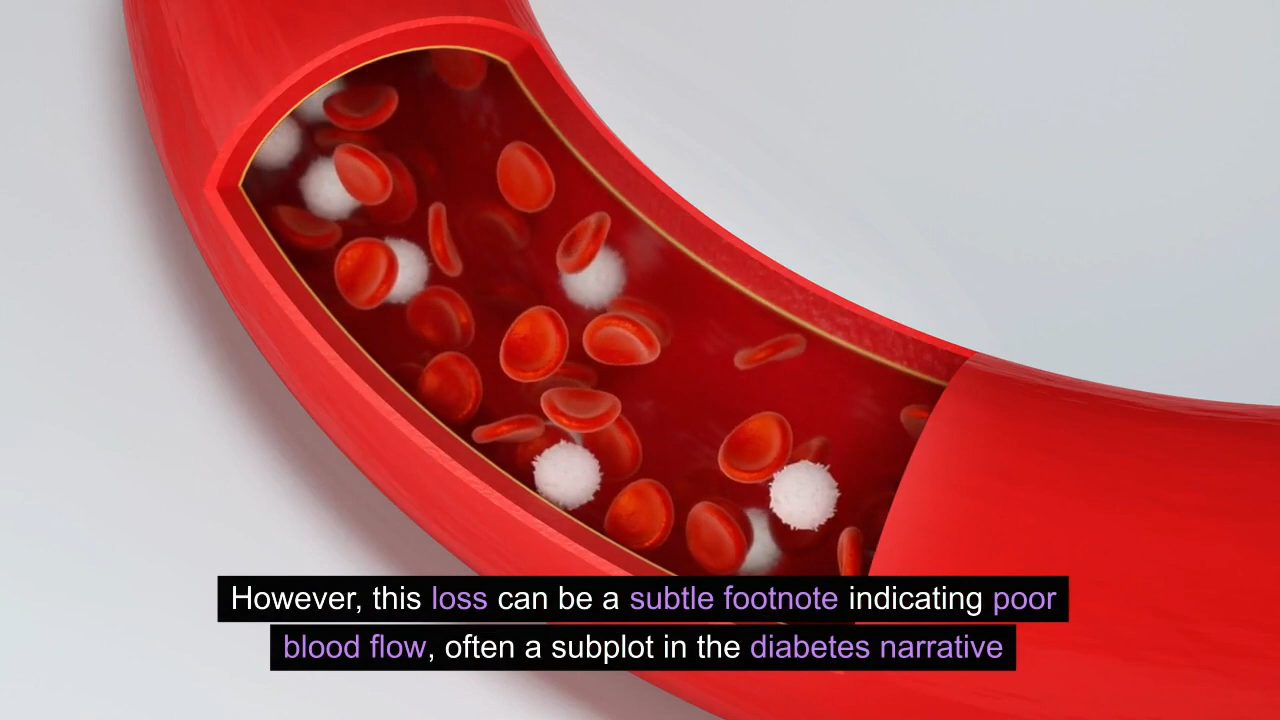 However, this loss can be a subtle footnote indicating poor
blood flow, often a subplot in the diabetes narrative